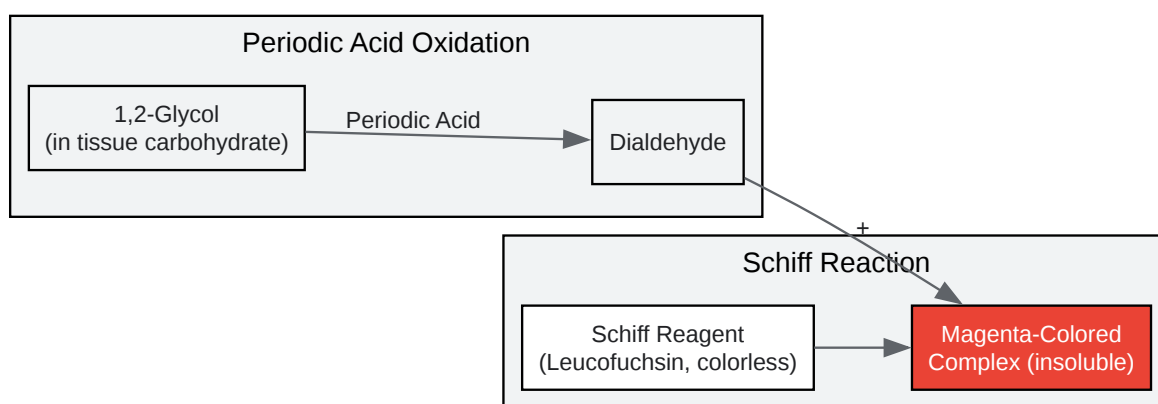 Periodic Acid Oxidation
1,2-Glycol
(in tissue carbohydrate)
Periodic Acid
Dialdehyde
+
Schiff Reaction
Schiff Reagent
(Leucofuchsin, colorless)
Magenta-Colored
Complex (insoluble)